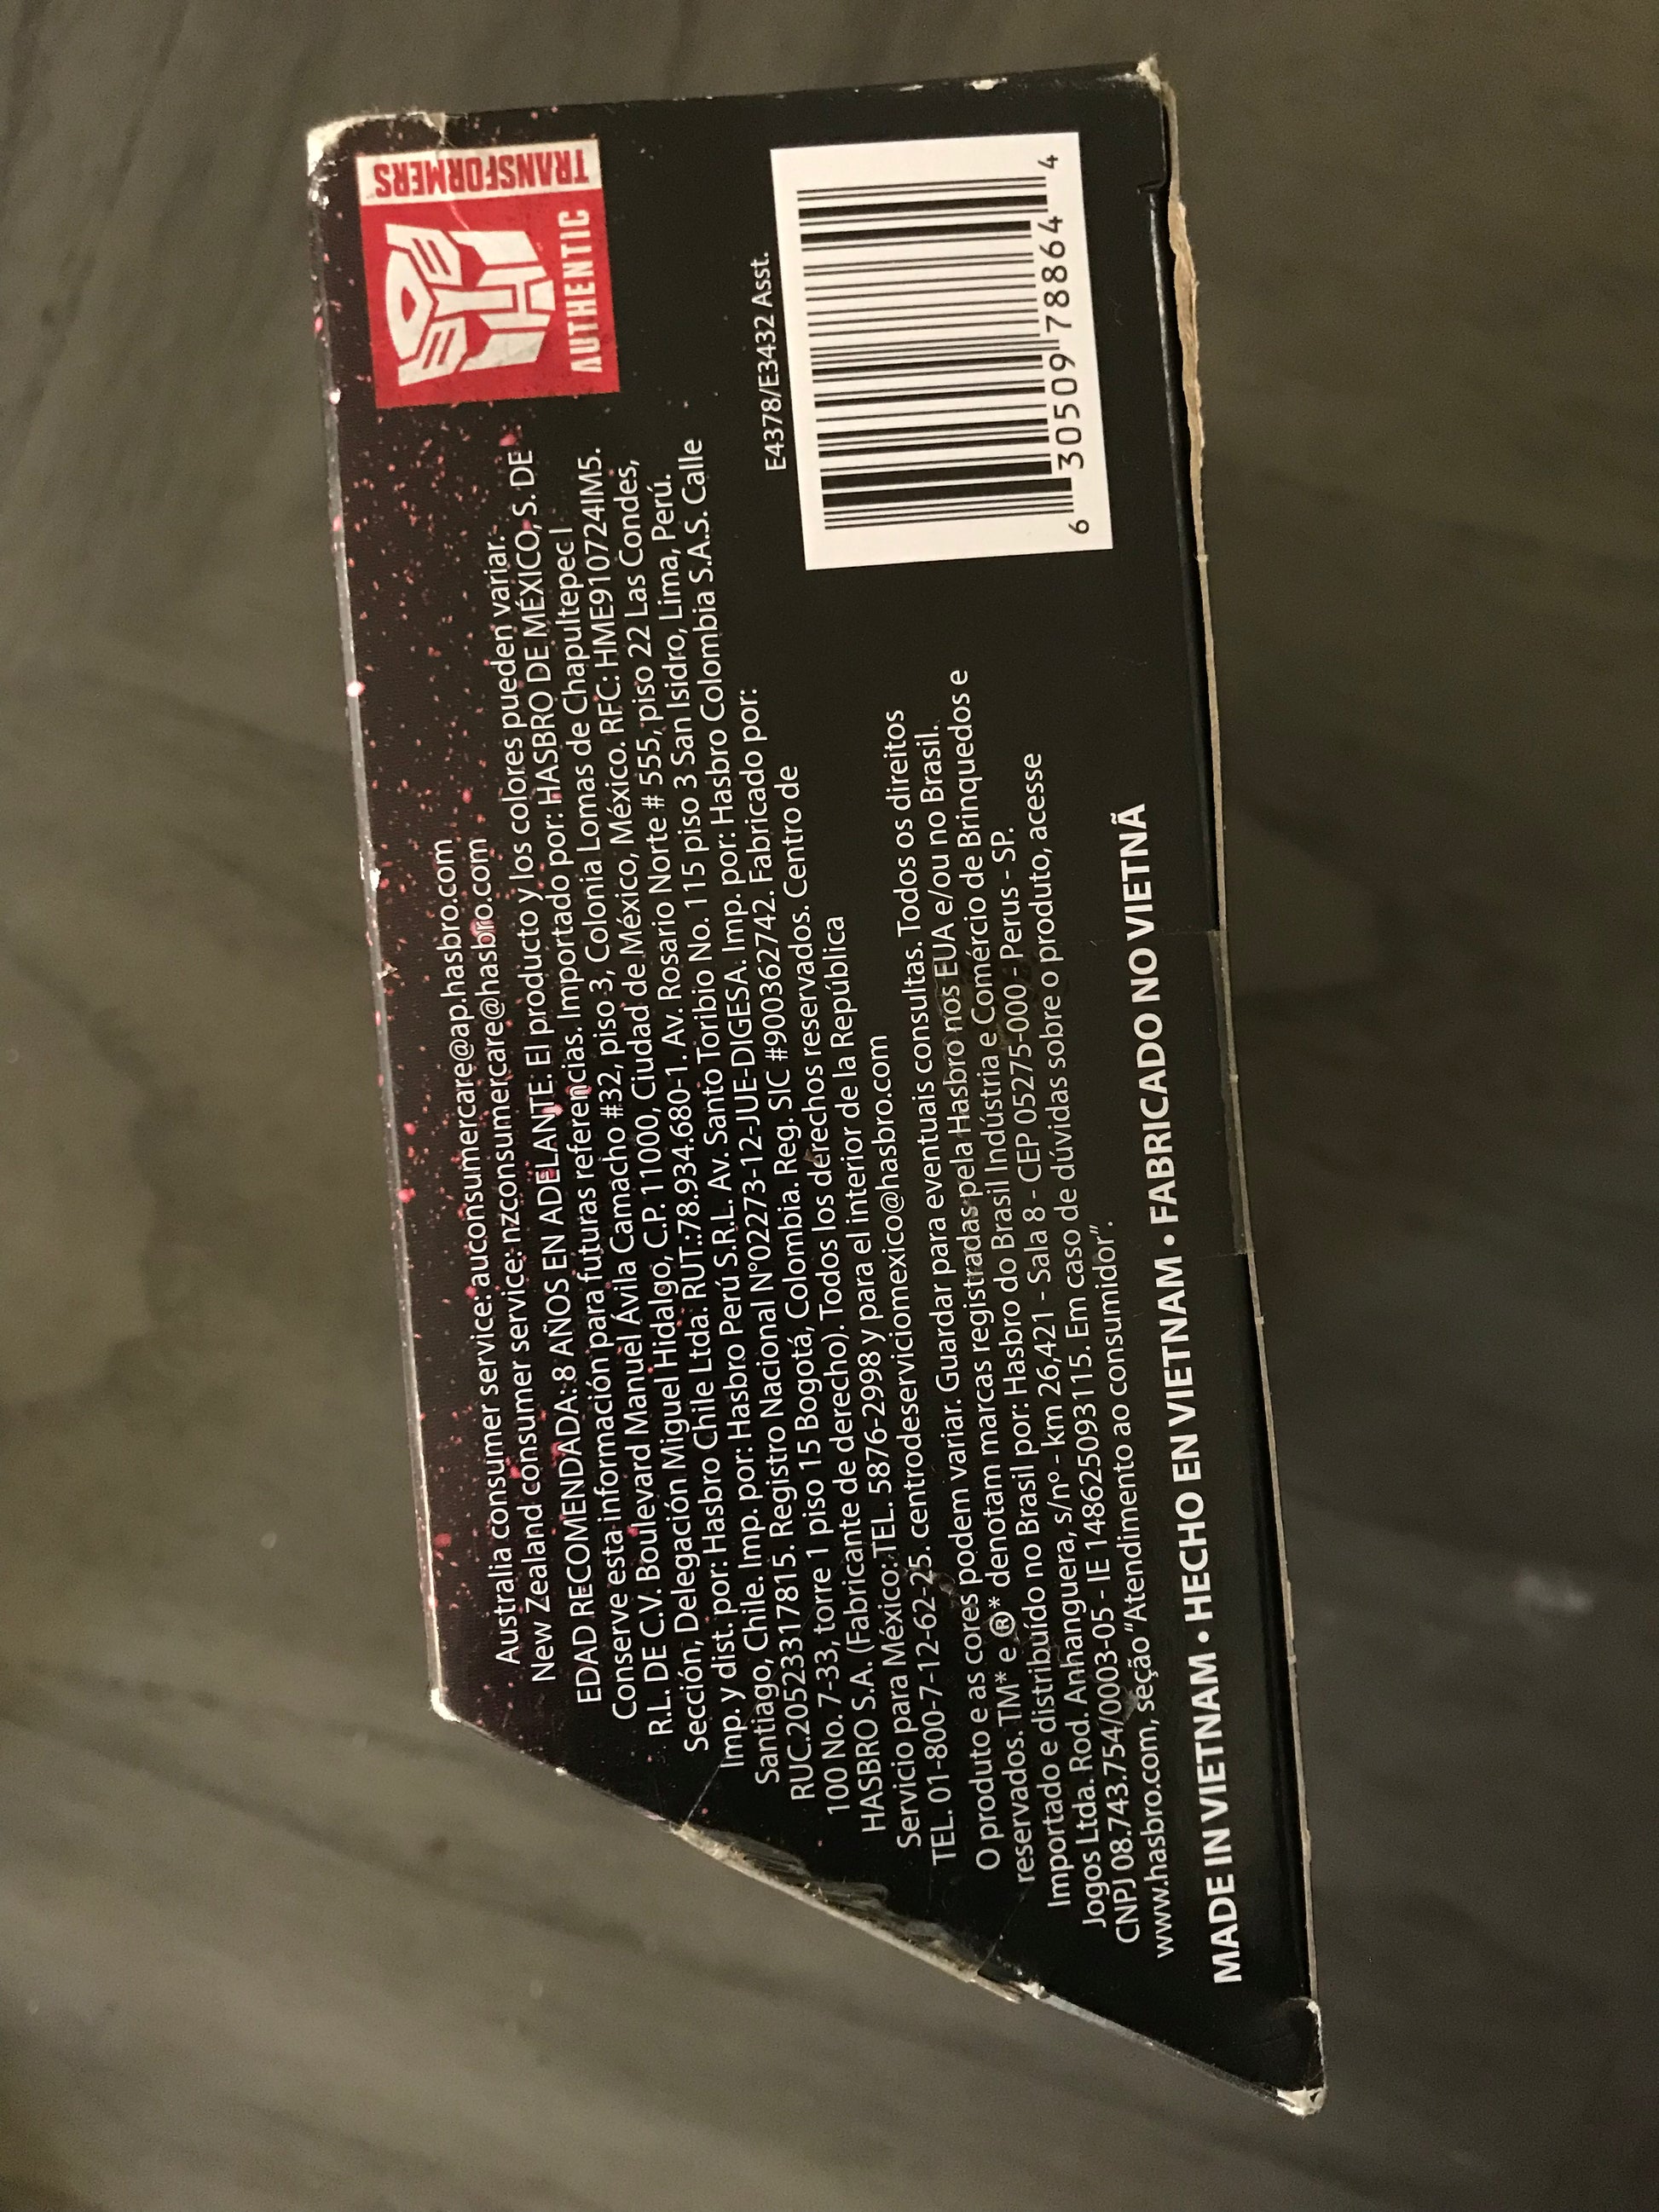 Australia consumer service: auconsumercare@ap.hasbro.com
New Zealand consumer service: nzconsumercare@hasbro.com
EDAD RECOMENDADA: 8 AÑOS EN ADELANTE. El producto y los colores pueden variar.
Conserve esta información para futuras referencias. Importado por: HASBRO DE MÉXICO, S. DE
R.L. DE C.V. Boulevard Manuel Ávila Camacho #32, piso 3, Colonia Lomas de Chapultepec I
Sección, Delegación Miguel Hidalgo, C.P. 11000, Ciudad de México, México. RFC: HME910724IM5.
Imp. y dist. por: Hasbro Chile Ltda. RUT.:78.934.680-1. Av. Rosario Norte # 555, piso 22 Las Condes,
Santiago, Chile. Imp. por: Hasbro Perú S.R.L. Av. Santo Toribio No. 115 piso 3 San Isidro, Lima, Perú.
RUC.20523317815. Registro Nacional N°02273-12-JUE-DIGESA. Imp. por: Hasbro Colombia S.A.S. Calle
100 No. 7-33, torre 1 piso 15 Bogotá, Colombia. Reg. SIC #900362742. Fabricado por:
HASBRO S.A. (Fabricante de derecho). Todos los derechos reservados. Centro de
Servicio para México: TEL. 5876-2998 y para el interior de la República
TEL. 01-800-7-12-62-25. centrodeserviciomexico@hasbro.com
O produto e as cores podem variar. Guardar para eventuais consultas. Todos os direitos
reservados. TM* e ®* denotam marcas registradas pela Hasbro nos EUA e/ou no Brasil.
Importado e distribuído no Brasil por: Hasbro do Brasil Indústria e Comércio de Brinquedos e
Jogos Ltda. Rod. Anhanguera, s/nº - km 26,421 - Sala 8 - CEP 05275-000 - Perus - SP.
CNPJ 08.743.754/0003-05 - IE 148625093115. Em caso de dúvidas sobre o produto, acesse
www.hasbro.com, seção "Atendimento ao consumidor".
MADE IN VIETNAM • HECHO EN VIETNAM • FABRICADO NO VIETNÃ
AUTHENTIC
TRANSFORMERS
E4378/E3432 Asst.
6 30509 78864 4